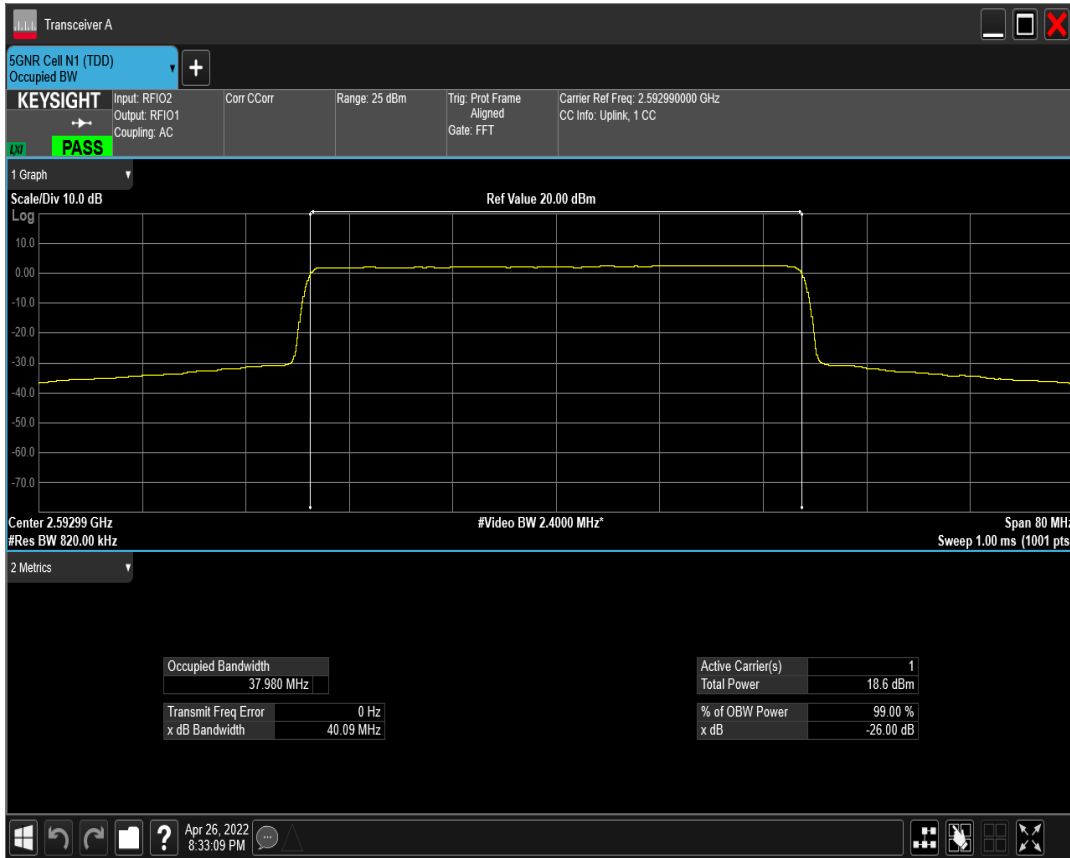 Transceiver A
5GNR Cell N1 (TDD)
Occupied BW
+
KEYSIGHT
LXI
PASS
Input: RFIO2
Output: RFIO1
Coupling: AC
Corr CCorr
Range: 25 dBm
Trig: Prot Frame
Aligned
Gate: FFT
Carrier Ref Freq: 2.592990000 GHz
CC Info: Uplink, 1 CC
1 Graph
Scale/Div 10.0 dB
Ref Value 20.00 dBm
Log
10.0
0.00
-10.0
-20.0
-30.0
-40.0
-50.0
-60.0
-70.0
Center 2.59299 GHz
#Video BW 2.4000 MHz*
Span 80 MHz
#Res BW 820.00 kHz
Sweep 1.00 ms (1001 pts
2 Metrics
Occupied Bandwidth
37.980 MHz
Transmit Freq Error 0 Hz
x dB Bandwidth 40.09 MHz
Active Carrier(s) 1
Total Power 18.6 dBm
% of OBW Power 99.00 %
x dB -26.00 dB
?
Apr 26, 2022
8:33:09 PM